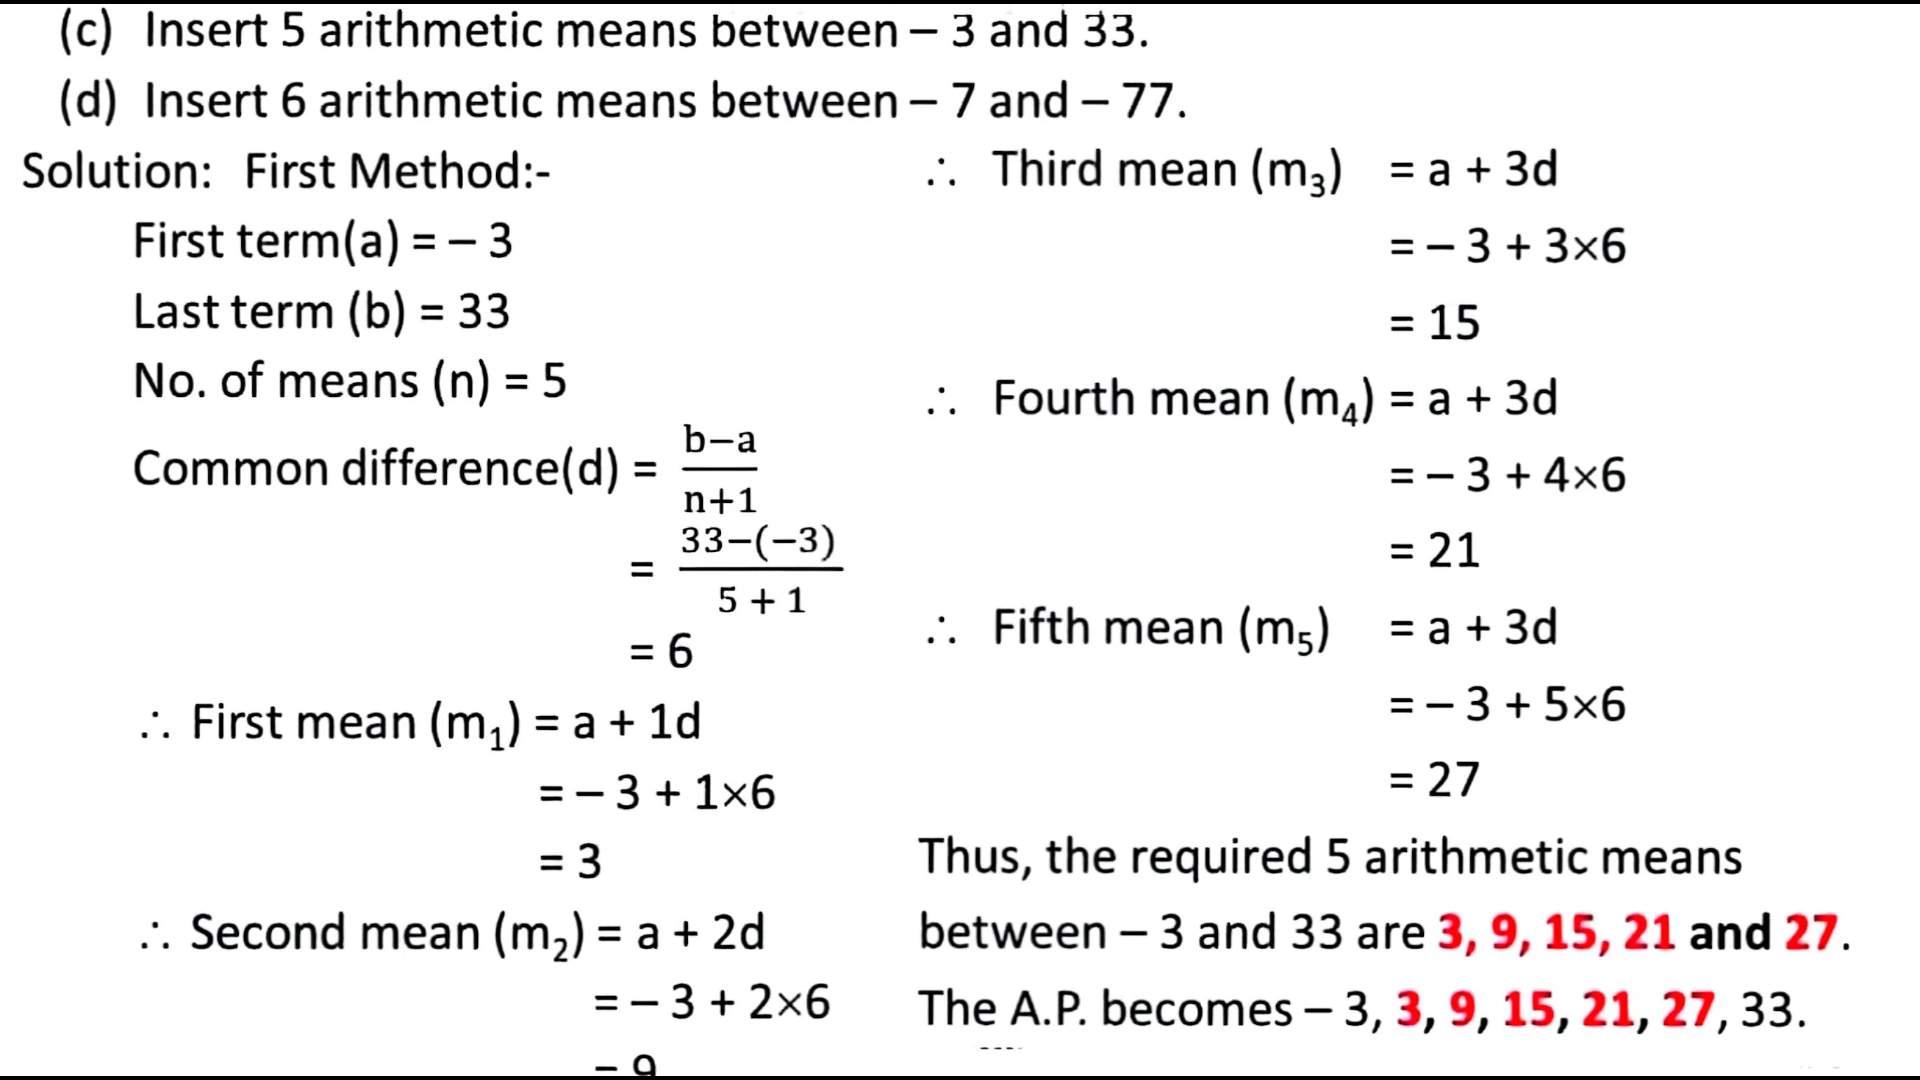 (c) Insert 5 arithmetic means between – 3 and 33.
(d) Insert 6 arithmetic means between – 7 and – 77.
Solution: First Method:-
First term(a) = – 3
Last term (b) = 33
No. of means (n) = 5
Common difference(d) = b−a / n+1
= 33−(−3) / 5 + 1
= 6
∴ First mean (m₁) = a + 1d
= – 3 + 1×6
= 3
∴ Second mean (m₂) = a + 2d
= – 3 + 2×6
= 9
∴ Third mean (m₃) = a + 3d
= – 3 + 3×6
= 15
∴ Fourth mean (m₄) = a + 3d
= – 3 + 4×6
= 21
∴ Fifth mean (m₅) = a + 3d
= – 3 + 5×6
= 27
Thus, the required 5 arithmetic means
between – 3 and 33 are 3, 9, 15, 21 and 27.
The A.P. becomes – 3, 3, 9, 15, 21, 27, 33.